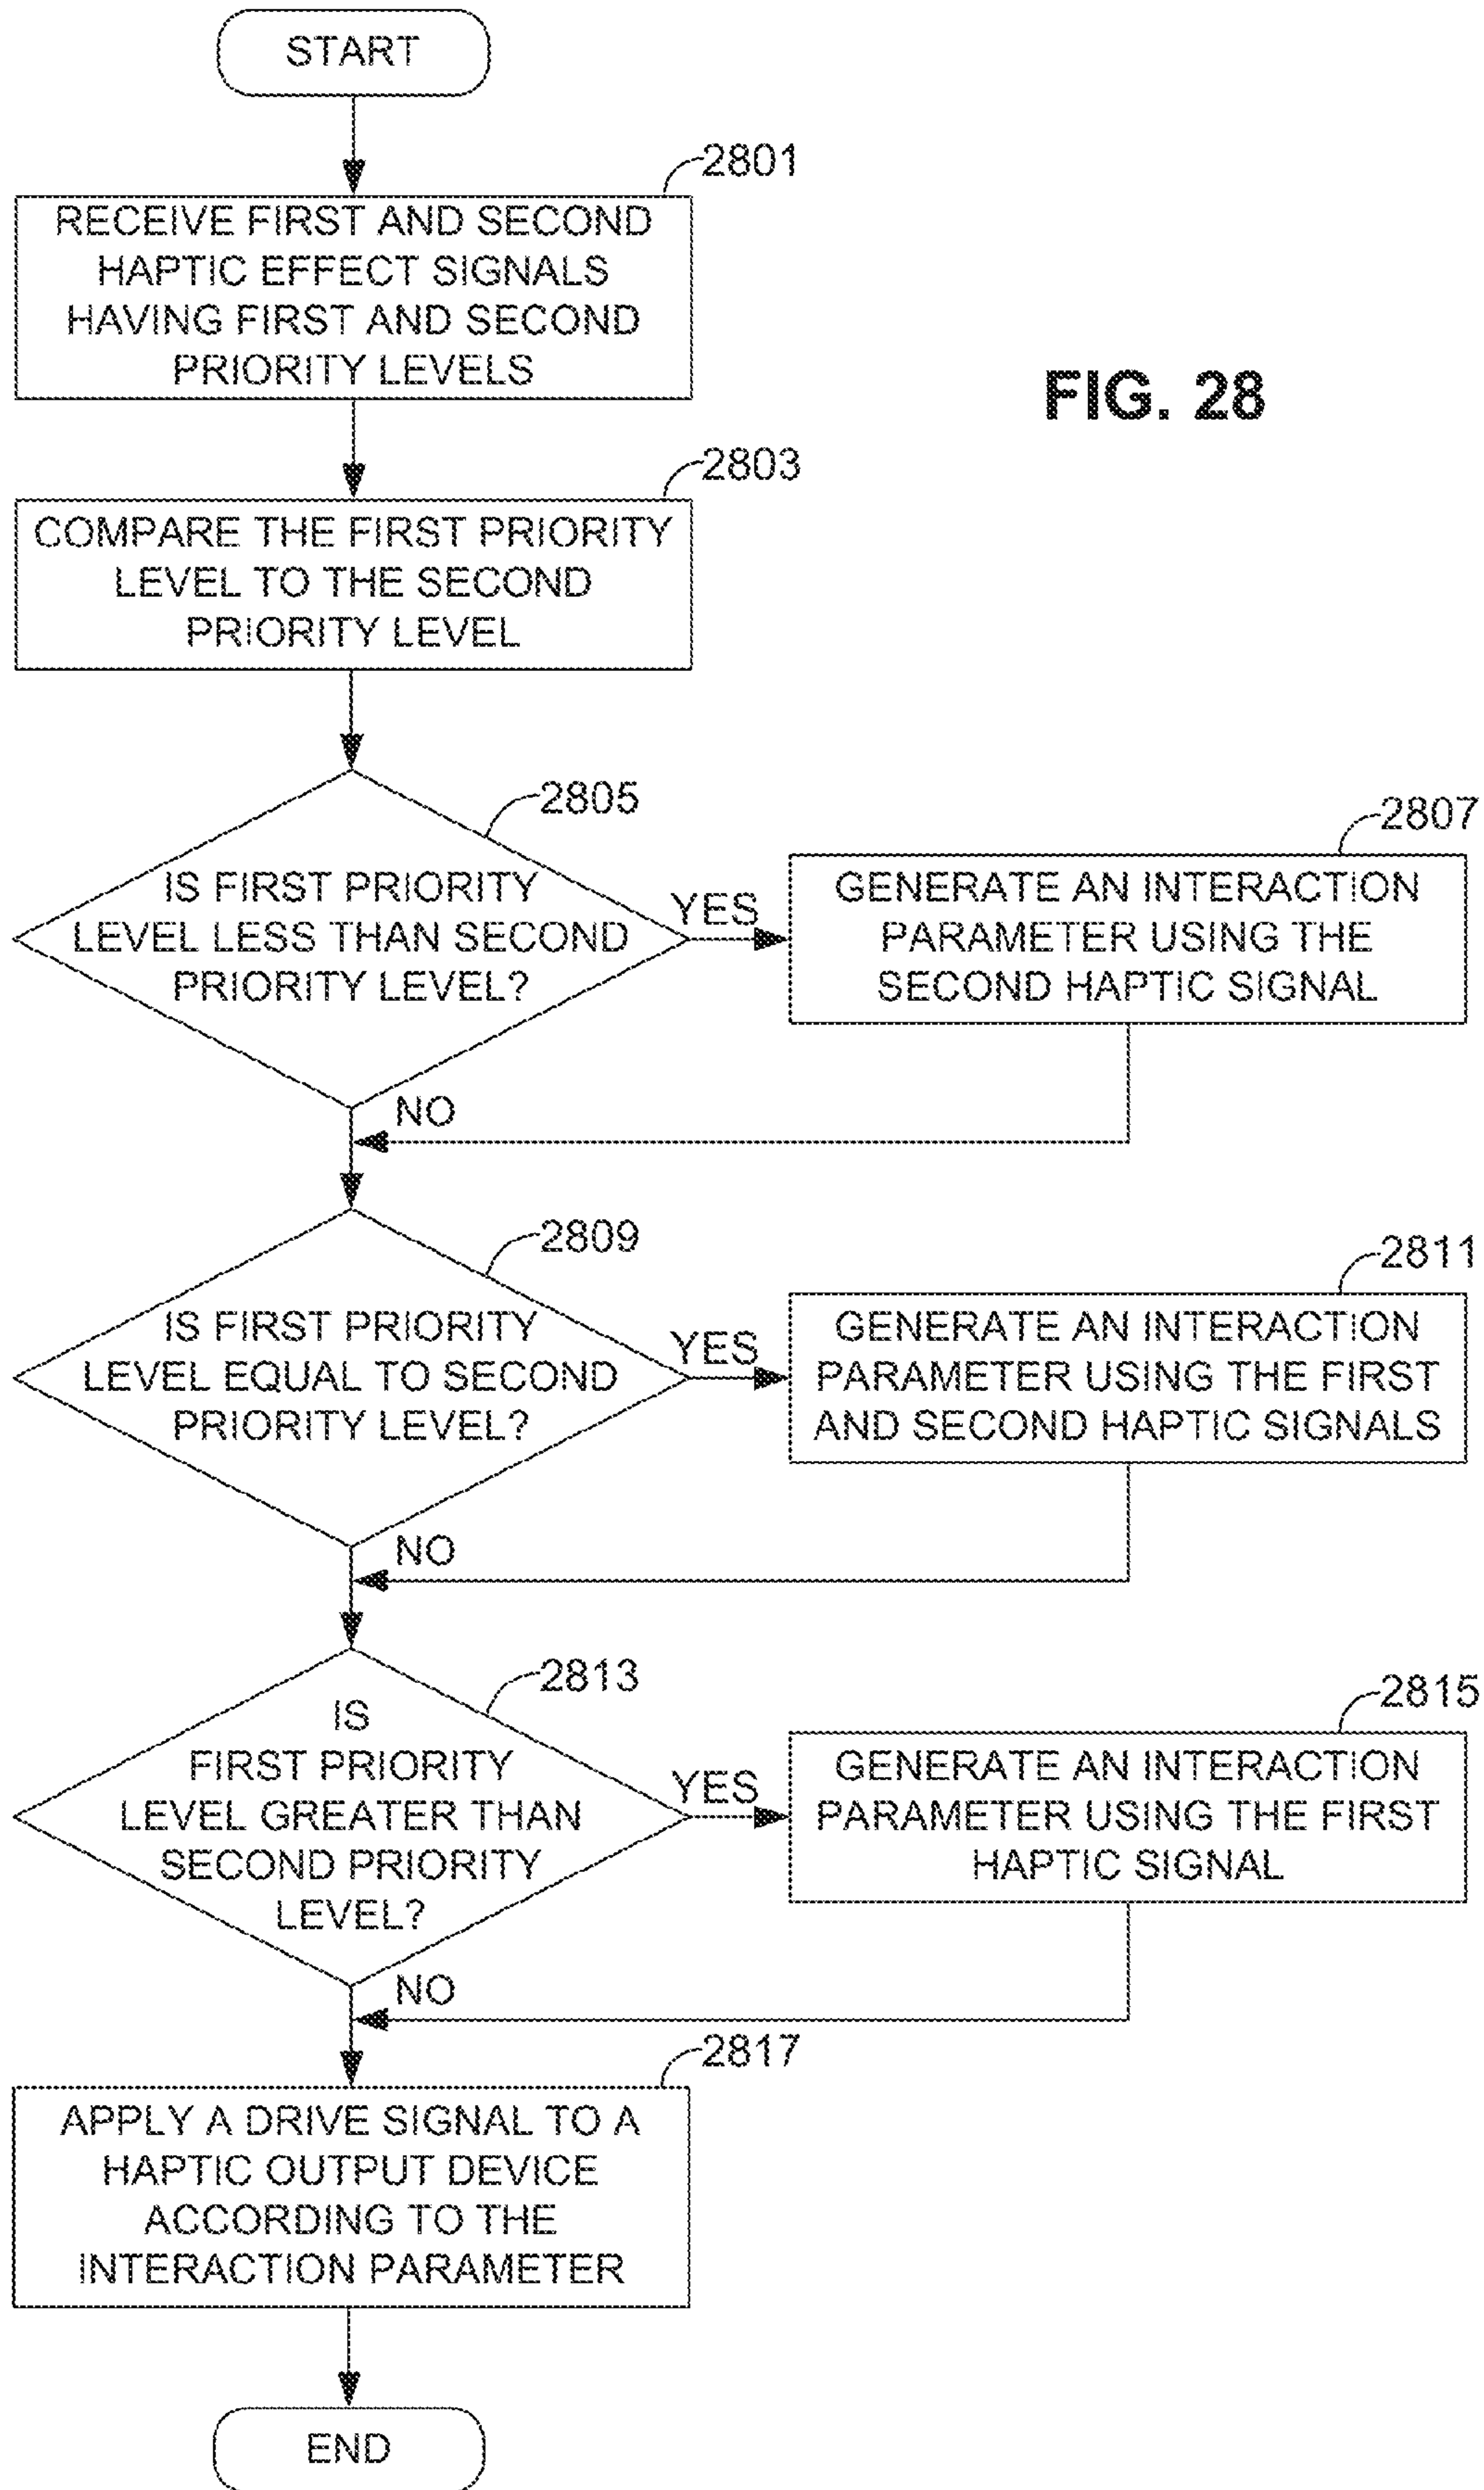 START
2801
RECEIVE FIRST AND SECOND
HAPTIC EFFECT SIGNALS
HAVING FIRST AND SECOND
PRIORITY LEVELS
FIG. 28
2803
COMPARE THE FIRST PRIORITY
LEVEL TO THE SECOND
PRIORITY LEVEL
2805
IS FIRST PRIORITY
LEVEL LESS THAN SECOND
PRIORITY LEVEL?
YES
2807
GENERATE AN INTERACTION
PARAMETER USING THE
SECOND HAPTIC SIGNAL
NO
2809
IS FIRST PRIORITY
LEVEL EQUAL TO SECOND
PRIORITY LEVEL?
YES
2811
GENERATE AN INTERACTION
PARAMETER USING THE FIRST
AND SECOND HAPTIC SIGNALS
NO
2813
IS
FIRST PRIORITY
LEVEL GREATER THAN
SECOND PRIORITY
LEVEL?
YES
2815
GENERATE AN INTERACTION
PARAMETER USING THE FIRST
HAPTIC SIGNAL
NO
2817
APPLY A DRIVE SIGNAL TO A
HAPTIC OUTPUT DEVICE
ACCORDING TO THE
INTERACTION PARAMETER
END